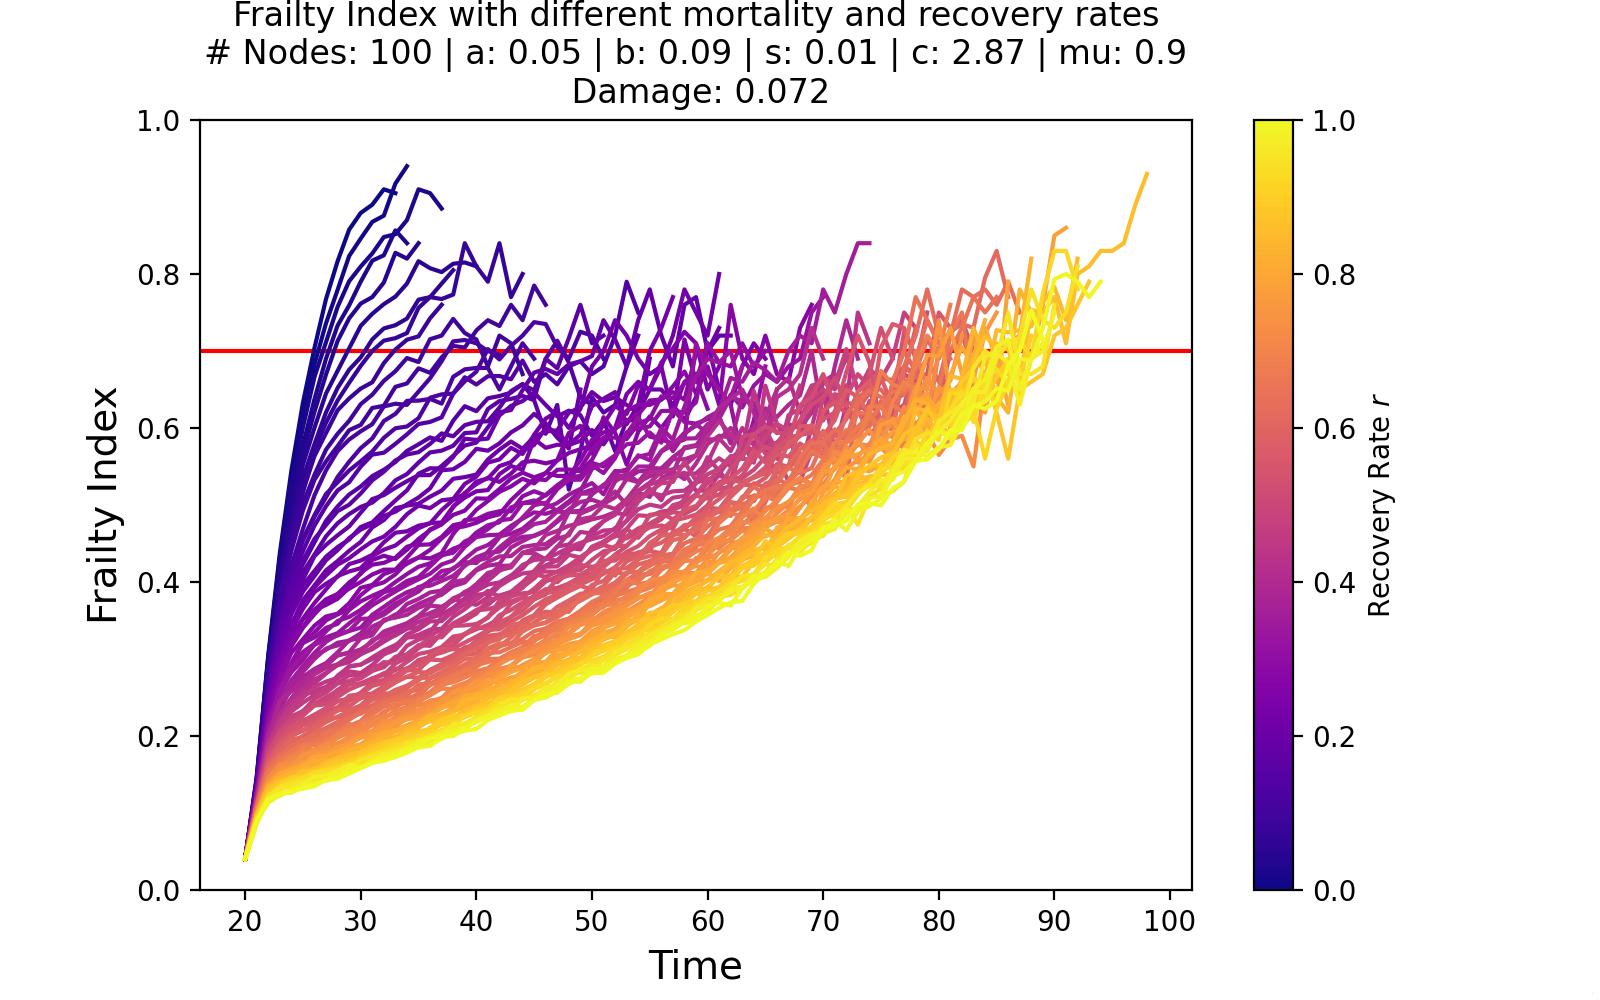 Frailty Index with different mortality and recovery rates
# Nodes: 100 | a: 0.05 | b: 0.09 | s: 0.01 | c: 2.87 | mu: 0.9
Damage: 0.072
1.0
0.8
0.6
0.4
0.2
0.0
Frailty Index
20 30 40 50 60 70 80 90 100
Time
1.0
0.8
0.6
0.4
0.2
0.0
Recovery Rate r